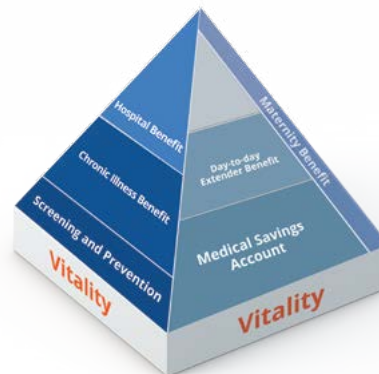 Hospital Benefit
Chronic Illness Benefit
Screening and Prevention
Vitality
Maternity Benefit
Day-to-day
Extender Benefit
Medical Savings
Account
Vitality